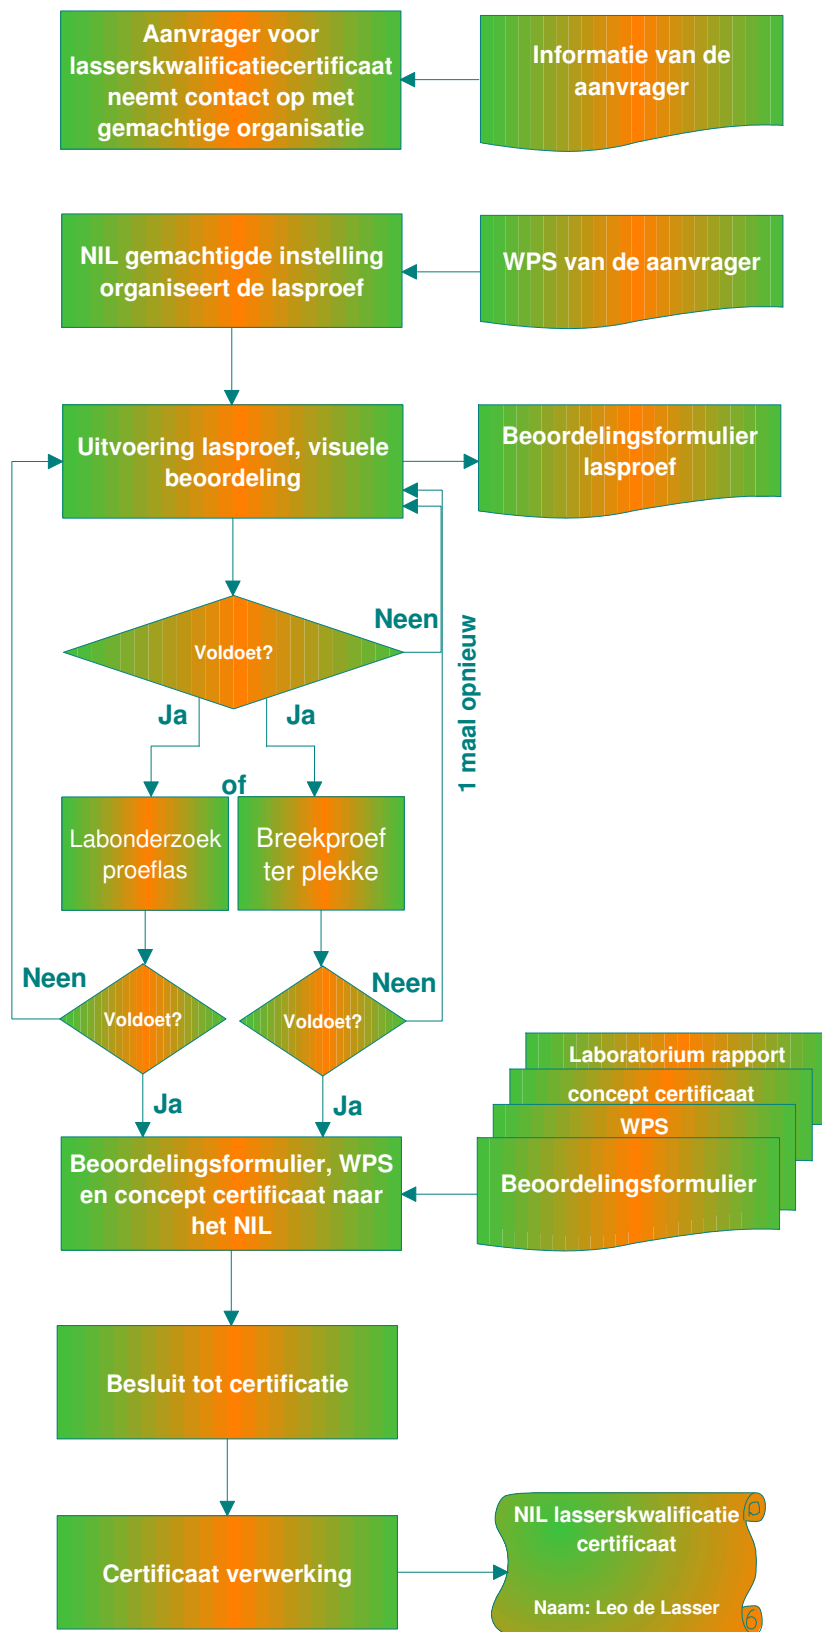 Aanvrager voor
lasserskwalificatiecertificaat
neemt contact op met
gemachtige organisatie
Informatie van de
aanvrager
NIL gemachtigde instelling
organiseert de lasproef
WPS van de aanvrager
Uitvoering lasproef, visuele
beoordeling
Beoordelingsformulier
lasproef
Neen
Voldoet?
1 maal opnieuw
Ja
Ja
of
Labonderzoek
proeflas
Breekproef
ter plekke
Neen
Neen
Voldoet?
Voldoet?
Ja
Ja
Laboratorium rapport
concept certificaat
WPS
Beoordelingsformulier
Beoordelingsformulier, WPS
en concept certificaat naar
het NIL
Besluit tot certificatie
Certificaat verwerking
NIL lasserskwalificatie
certificaat
Naam: Leo de Lasser